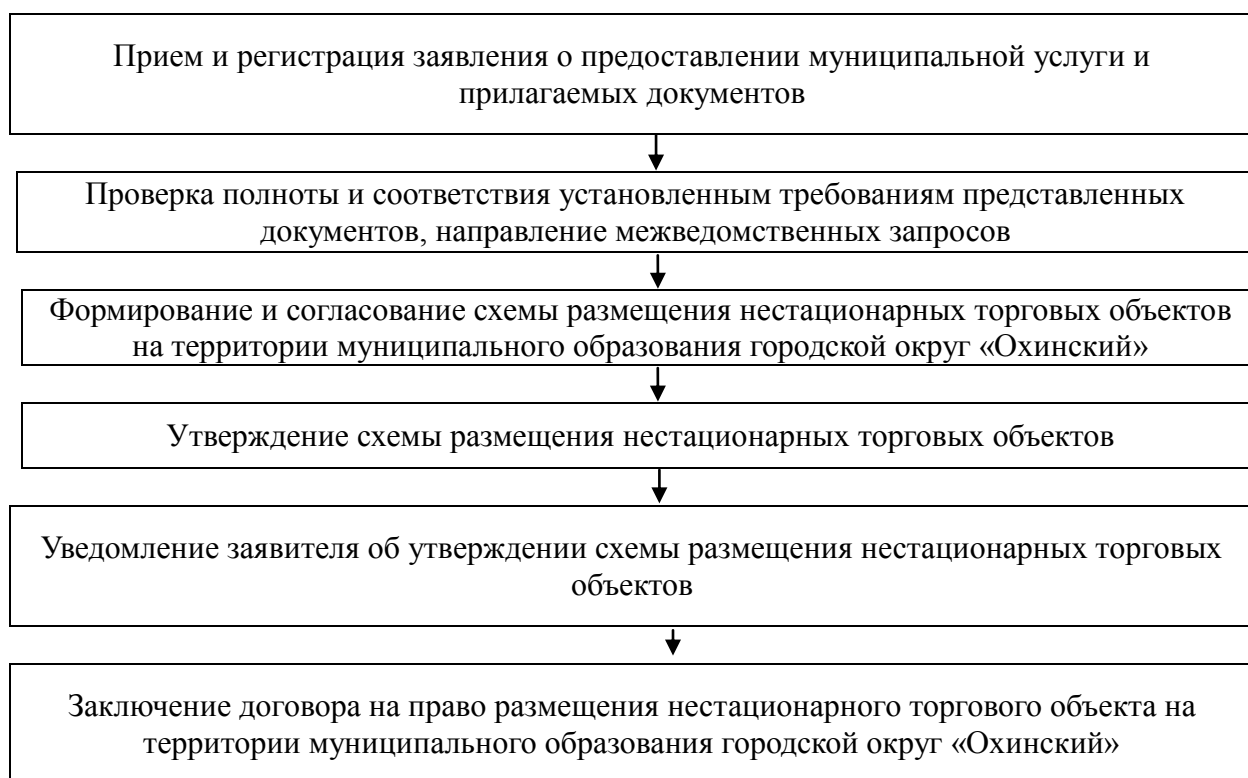 Прием и регистрация заявления о предоставлении муниципальной услуги и
прилагаемых документов
Проверка полноты и соответствия установленным требованиям представленных
документов, направление межведомственных запросов
Формирование и согласование схемы размещения нестационарных торговых объектов
на территории муниципального образования городской округ «Охинский»
Утверждение схемы размещения нестационарных торговых объектов
Уведомление заявителя об утверждении схемы размещения нестационарных торговых
объектов
Заключение договора на право размещения нестационарного торгового объекта на
территории муниципального образования городской округ «Охинский»